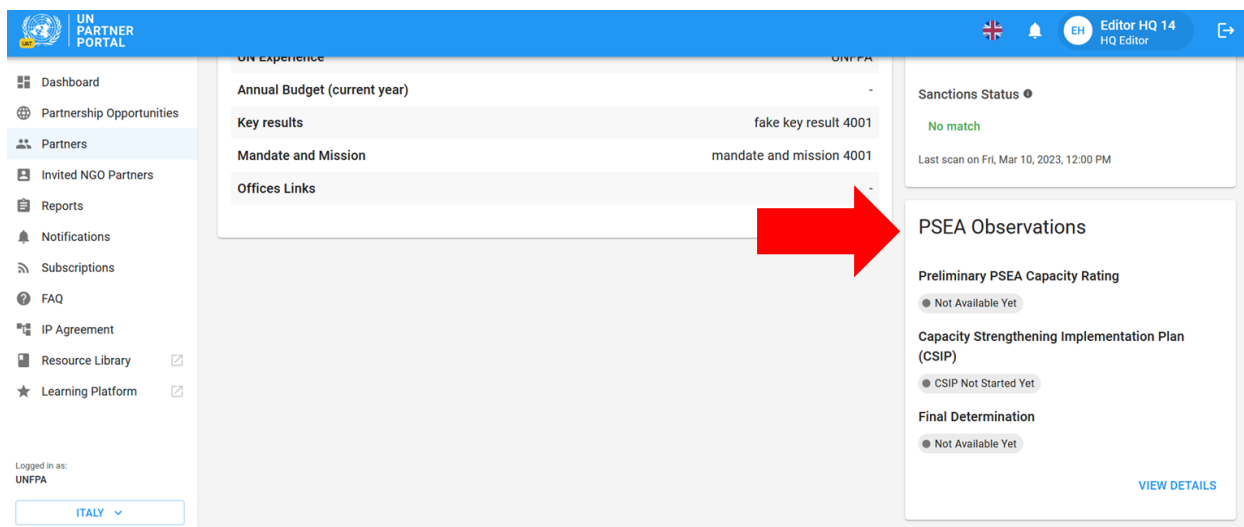 UN
PARTNER
PORTAL
UAT
EH
Editor HQ 14
HQ Editor
Dashboard
Partnership Opportunities
Partners
Invited NGO Partners
Reports
Notifications
Subscriptions
FAQ
IP Agreement
Resource Library
Learning Platform
Logged in as:
UNFPA
ITALY
UN Experience UNFPA
Annual Budget (current year) -
Key results fake key result 4001
Mandate and Mission mandate and mission 4001
Offices Links -
Sanctions Status
No match
Last scan on Fri, Mar 10, 2023, 12:00 PM
PSEA Observations
Preliminary PSEA Capacity Rating
Not Available Yet
Capacity Strengthening Implementation Plan
(CSIP)
CSIP Not Started Yet
Final Determination
Not Available Yet
VIEW DETAILS